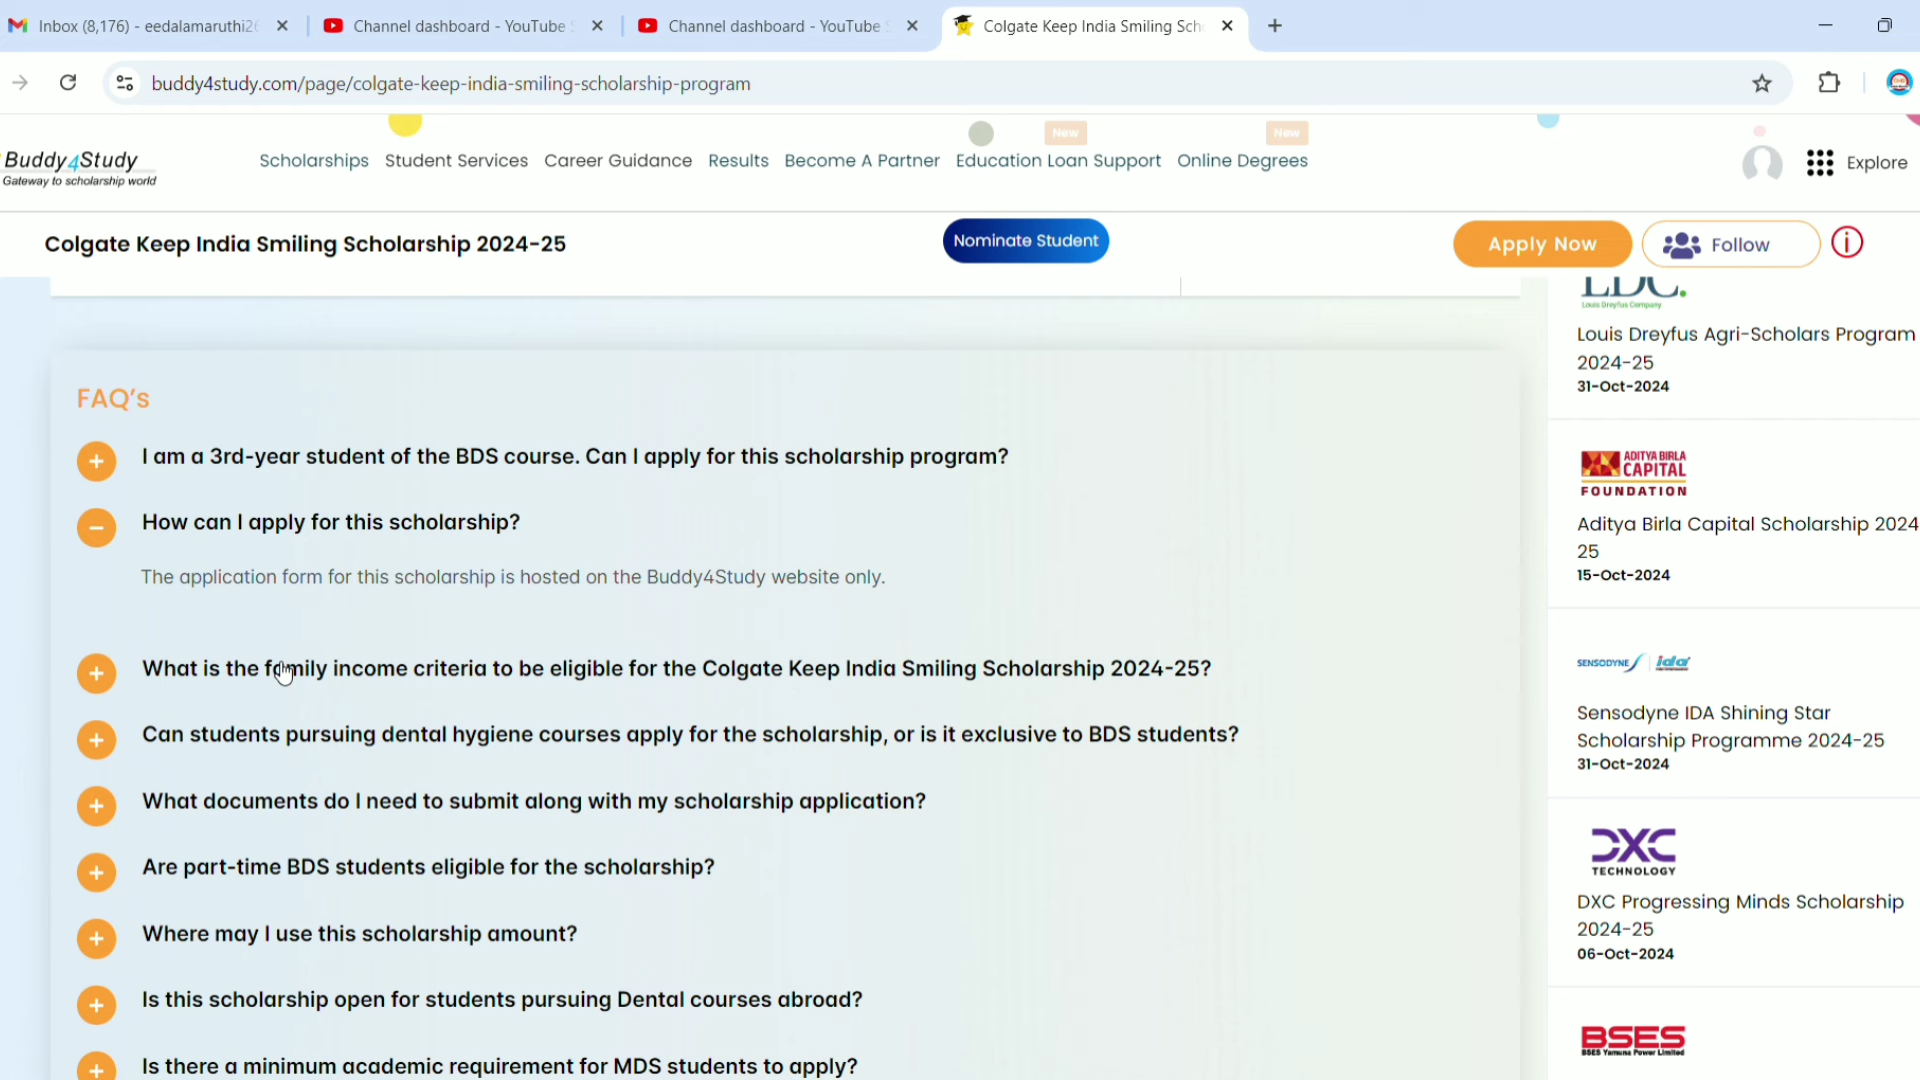 Inbox (8,176) - eedalamaruthi2
Channel dashboard - YouTube
Channel dashboard - YouTube
Colgate Keep India Smiling Sch
buddy4study.com/page/colgate-keep-india-smiling-scholarship-program
New
New
Buddy4Study
Gateway to scholarship world
Scholarships
Student Services
Career Guidance
Results
Become A Partner
Education Loan Support
Online Degrees
Explore
Colgate Keep India Smiling Scholarship 2024-25
Nominate Student
Apply Now
Follow
FAQ's
I am a 3rd-year student of the BDS course. Can I apply for this scholarship program?
How can I apply for this scholarship?
The application form for this scholarship is hosted on the Buddy4Study website only.
What is the family income criteria to be eligible for the Colgate Keep India Smiling Scholarship 2024-25?
Can students pursuing dental hygiene courses apply for the scholarship, or is it exclusive to BDS students?
What documents do I need to submit along with my scholarship application?
Are part-time BDS students eligible for the scholarship?
Where may I use this scholarship amount?
Is this scholarship open for students pursuing Dental courses abroad?
Is there a minimum academic requirement for MDS students to apply?
LDC.
Louis Dreyfus Company
Louis Dreyfus Agri-Scholars Program
2024-25
31-Oct-2024
ADITYA BIRLA
CAPITAL
FOUNDATION
Aditya Birla Capital Scholarship 2024
25
15-Oct-2024
SENSODYNE
ida
Sensodyne IDA Shining Star
Scholarship Programme 2024-25
31-Oct-2024
DXC
TECHNOLOGY
DXC Progressing Minds Scholarship
2024-25
06-Oct-2024
BSES
BSES Yamuna Power Limited